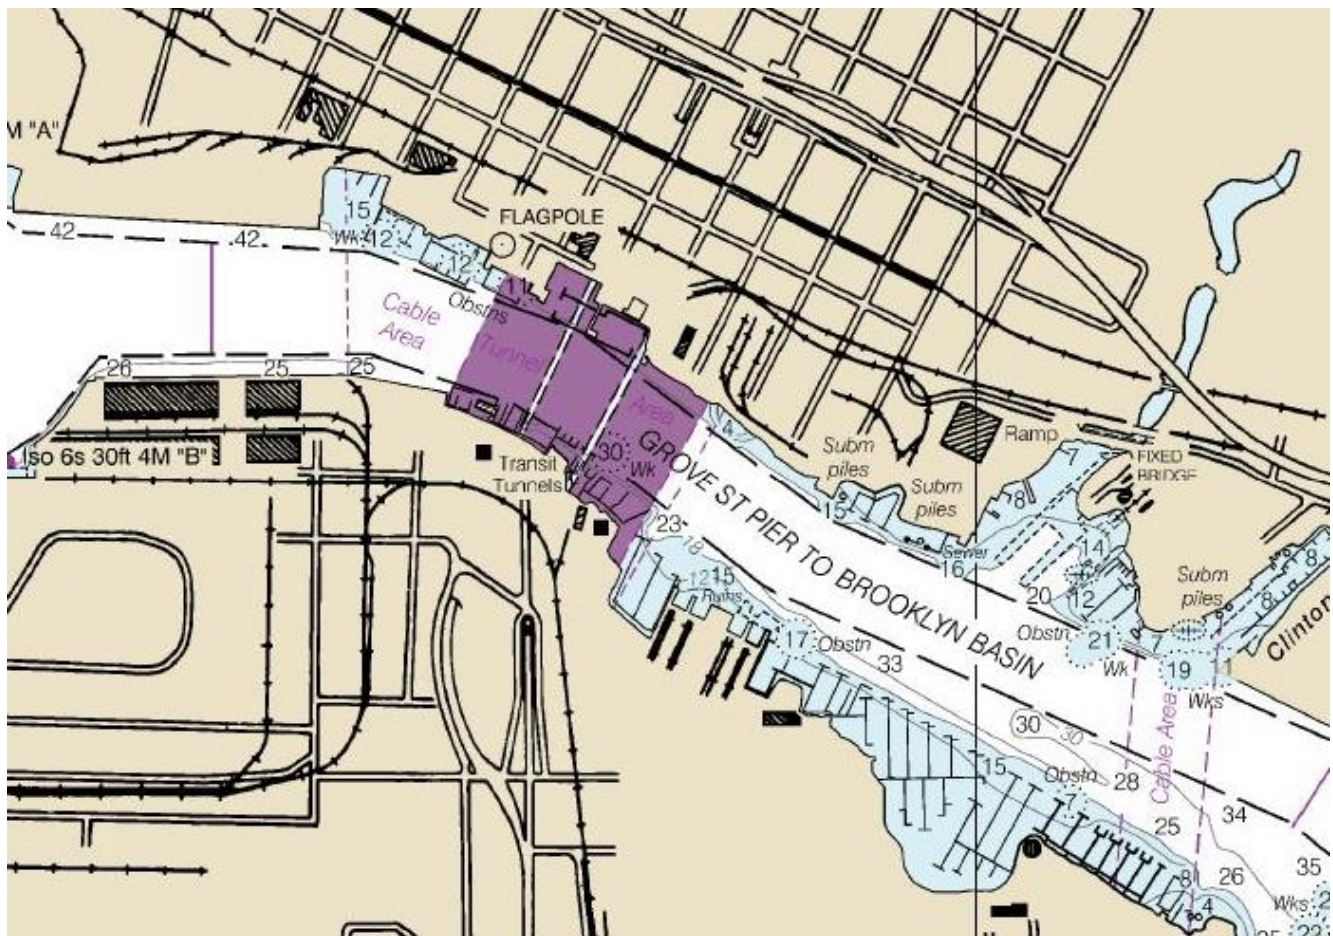 M "A"
42
42
15
Wk
12
12
FLAGPOLE
11
Obstns
Cable
Area
Tunnel
Area
26
25
25
Iso 6s 30ft 4M "B"
Transit
Tunnels
30
Wk
GROVE ST PIER TO BROOKLYN BASIN
4
Subm
piles
15
Subm
piles
Sewer
16
Ramp
FIXED
BRIDGE
7
8
14
20
12
23
18
12
15
Ruins
17
Obstn
33
Obstn
21
Wk
Subm
piles
8
8
Clinton
19
11
Wks
Cable Area
30
30
28
Obstn
7
15
25
34
26
35
8
4
Wks
22